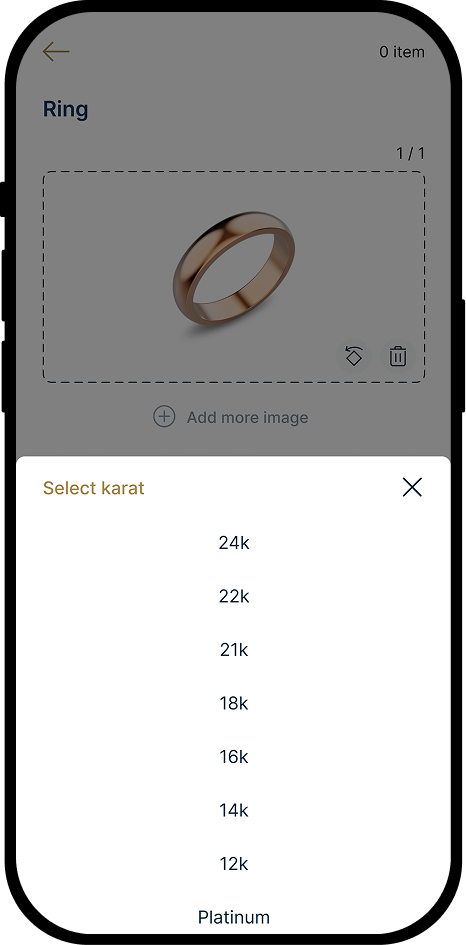 0 item
Ring
1 / 1
Add more image
Select karat
24k
22k
21k
18k
16k
14k
12k
Platinum